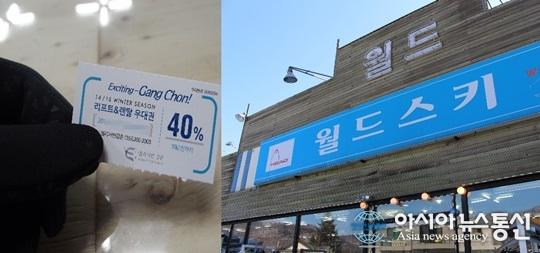 Exciting~Gang Chon!
14/15 WINTER SEASON
리프트&렌탈 우대권
40%
월드
HEAD
월드스키
아시아뉴스통신
Asia news agency